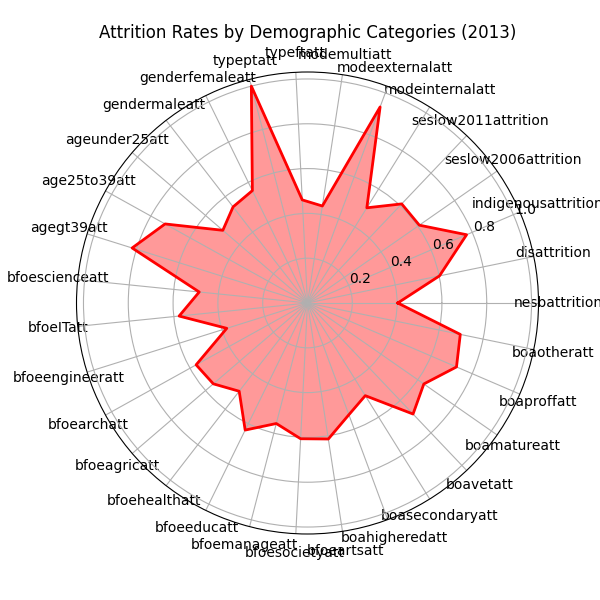 Attrition Rates by Demographic Categories (2013)
typeftatt
modemultiatt
typeptatt
modeexternalatt
genderfemaleatt
modeinternalatt
gendermaleatt
seslow2011attrition
ageunder25att
seslow2006attrition
age25to39att
indigenousattrition
1.0
agegt39att
0.8
0.6
disattrition
0.4
bfoescienceatt
0.2
nesbattrition
bfoeITatt
boaotheratt
bfoeengineeratt
boaproffatt
bfoearchatt
boamatureatt
bfoeagricatt
boavetatt
bfoehealthatt
boasecondaryatt
bfoeeducatt
boahigheredatt
bfoemanageatt
bfoeartsatt
bfoesocietyatt